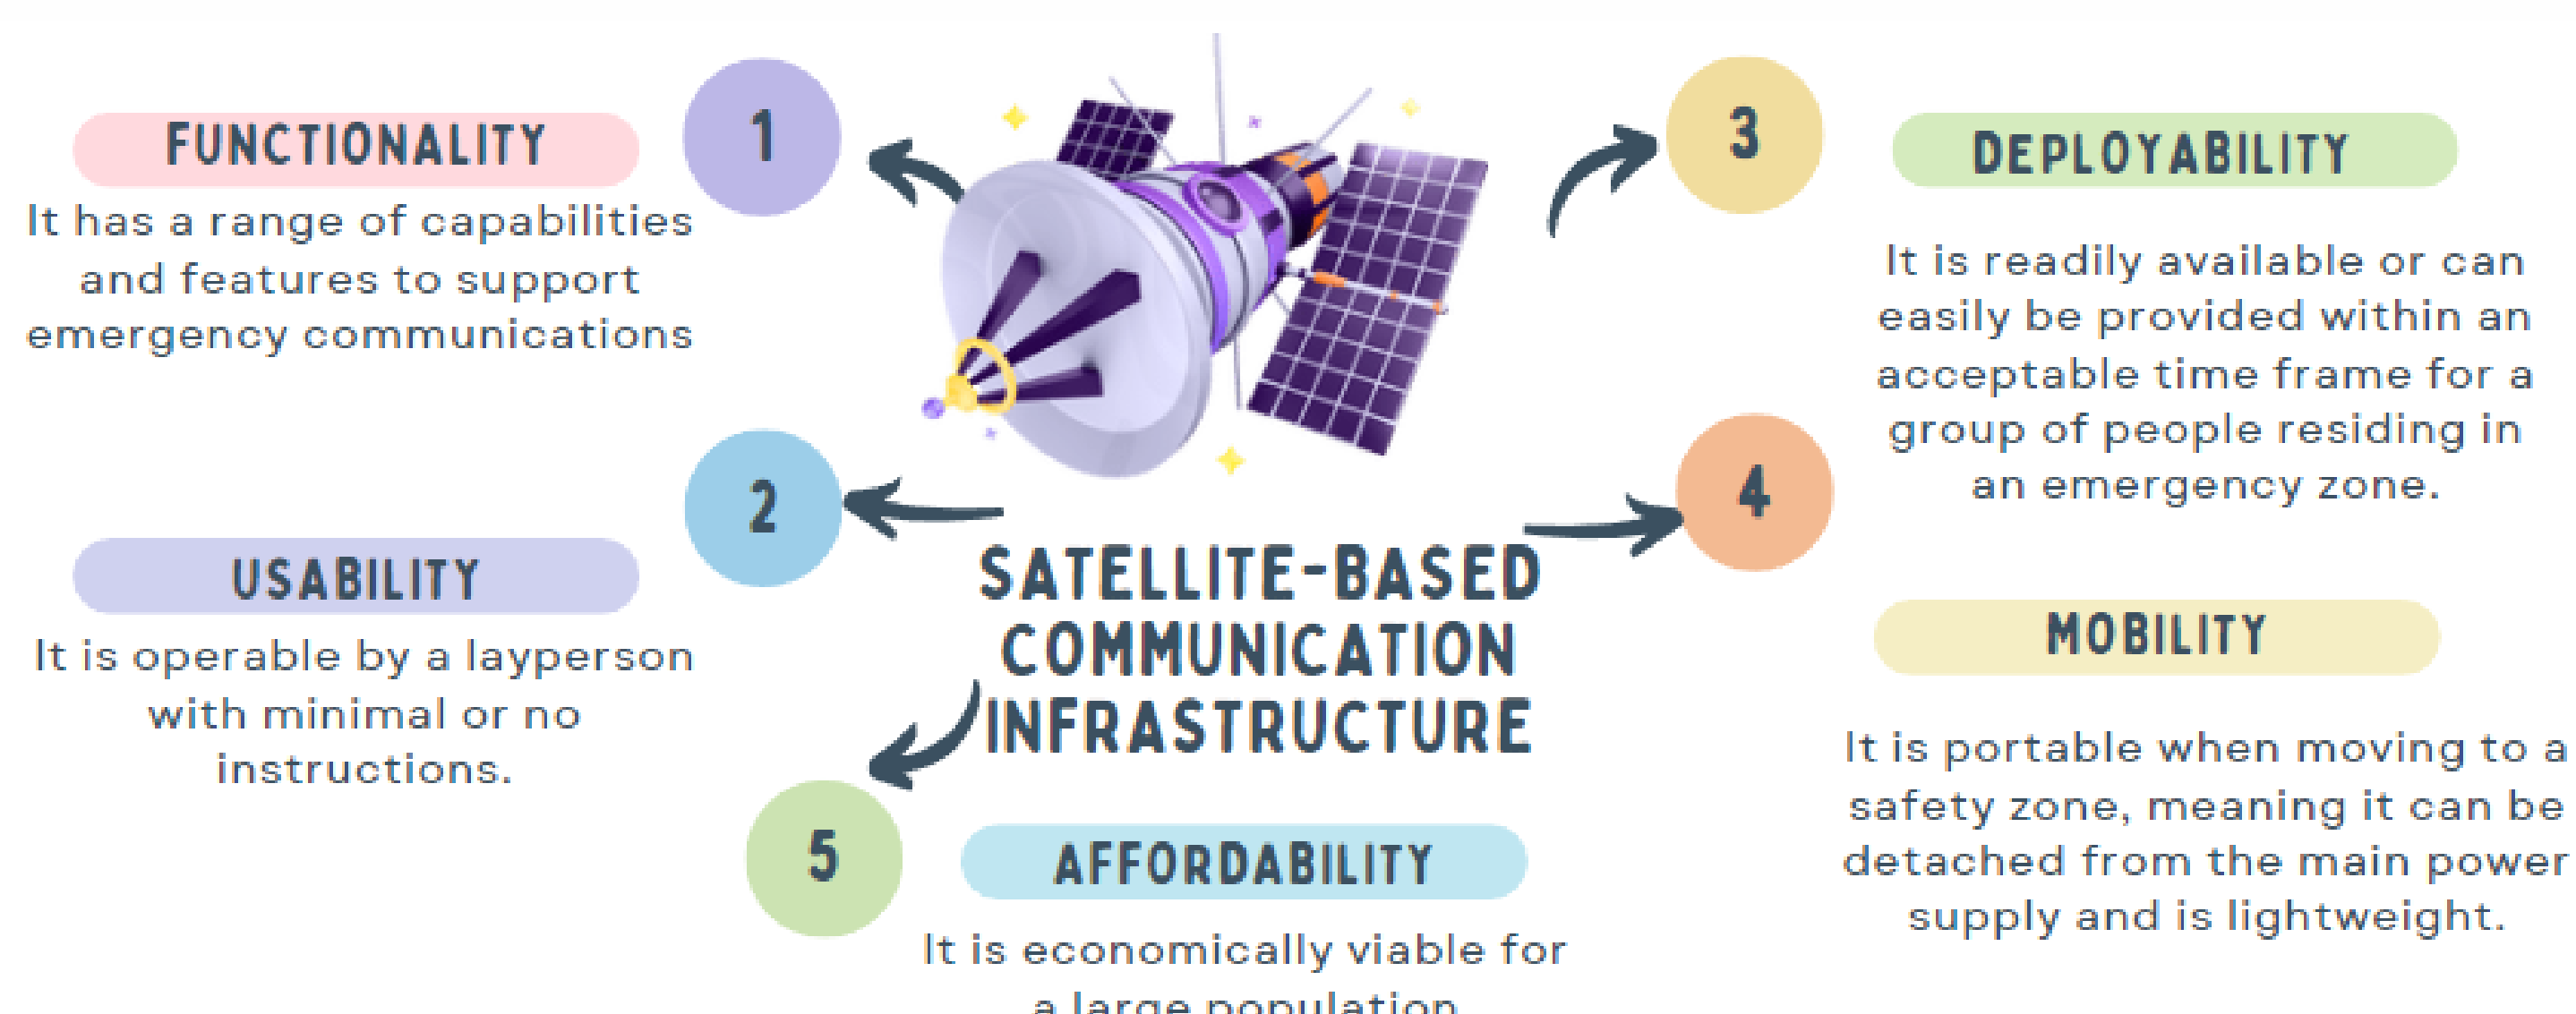 1
FUNCTIONALITY
It has a range of capabilities
and features to support
emergency communications
2
USABILITY
It is operable by a layperson
with minimal or no
instructions.
3
DEPLOYABILITY
It is readily available or can
easily be provided within an
acceptable time frame for a
group of people residing in
an emergency zone.
4
MOBILITY
It is portable when moving to a
safety zone, meaning it can be
detached from the main power
supply and is lightweight.
SATELLITE-BASED
COMMUNICATION
INFRASTRUCTURE
5
AFFORDABILITY
It is economically viable for
a large population